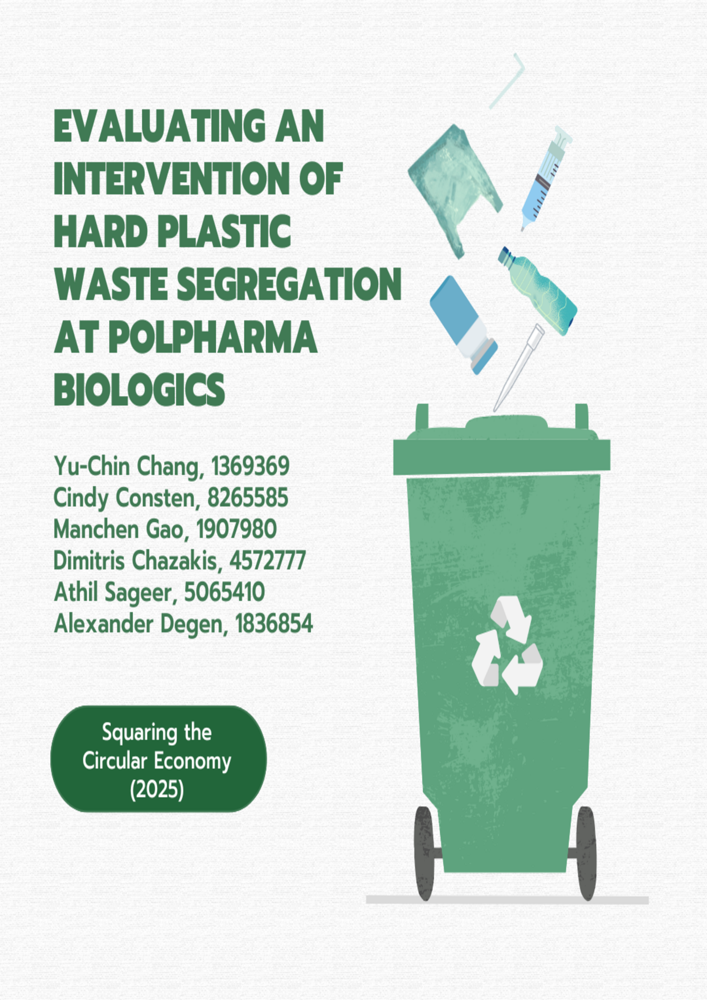 EVALUATING AN
INTERVENTION OF
HARD PLASTIC
WASTE SEGREGATION
AT POLPHARMA
BIOLOGICS
Yu-Chin Chang, 1369369
Cindy Consten, 8265585
Manchen Gao, 1907980
Dimitris Chazakis, 4572777
Athil Sageer, 5065410
Alexander Degen, 1836854
Squaring the
Circular Economy
(2025)